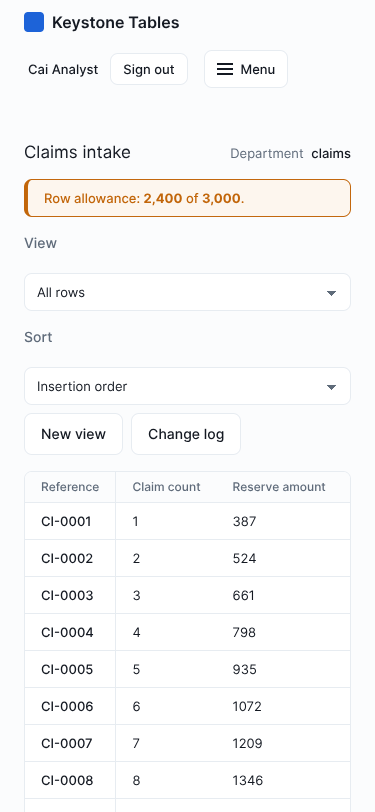 Keystone Tables
Cai Analyst Sign out Menu
Claims intake Department claims
Row allowance: 2,400 of 3,000.
View
All rows
Sort
Insertion order
New view Change log
Reference Claim count Reserve amount
CI-0001 1 387
CI-0002 2 524
CI-0003 3 661
CI-0004 4 798
CI-0005 5 935
CI-0006 6 1072
CI-0007 7 1209
CI-0008 8 1346